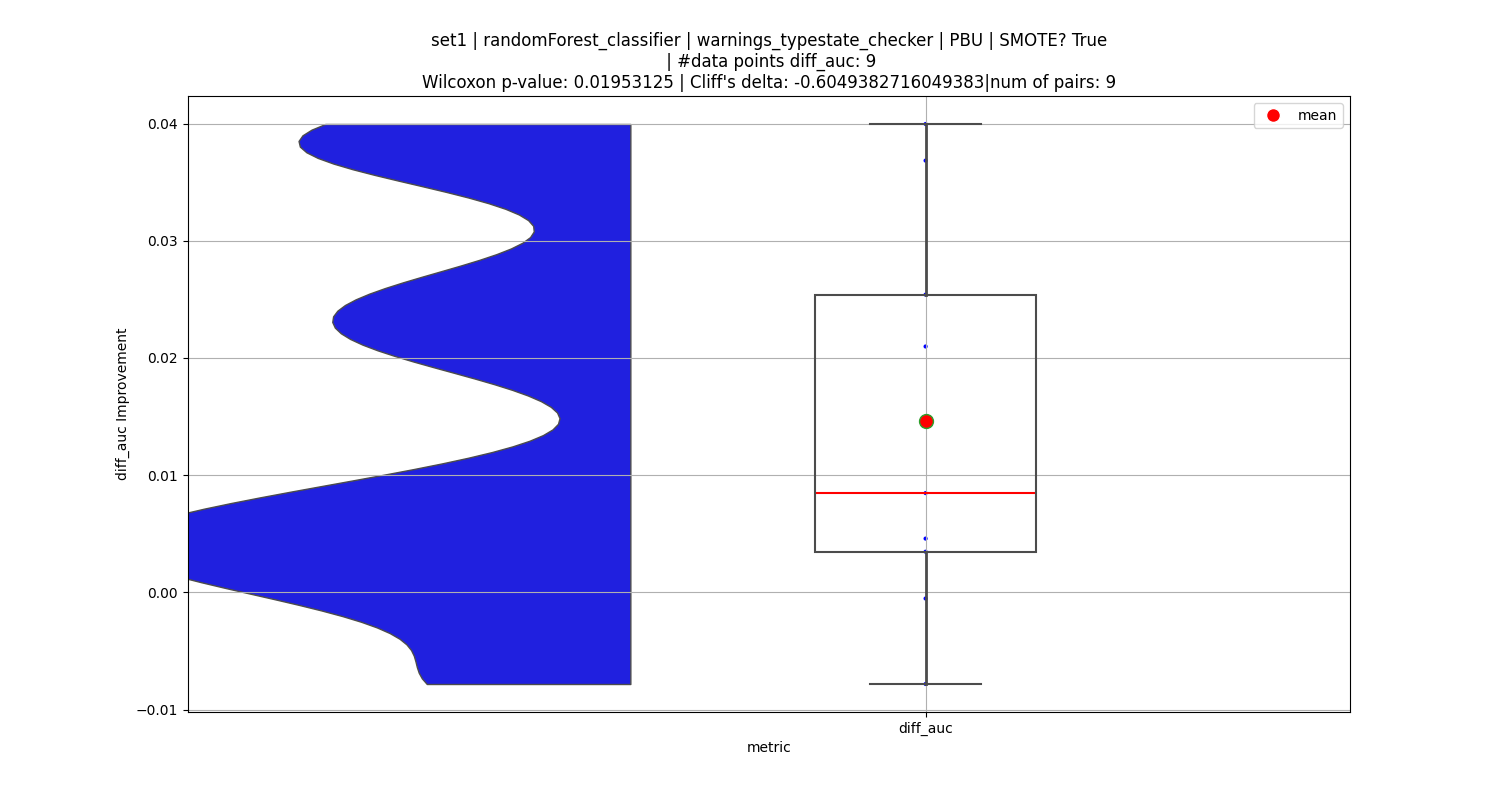 set1 | randomForest_classifier | warnings_typestate_checker | PBU | SMOTE? True
| #data points diff_auc: 9
Wilcoxon p-value: 0.01953125 | Cliff's delta: -0.6049382716049383|num of pairs: 9
mean
0.04
0.03
0.02
0.01
0.00
−0.01
diff_auc Improvement
diff_auc
metric